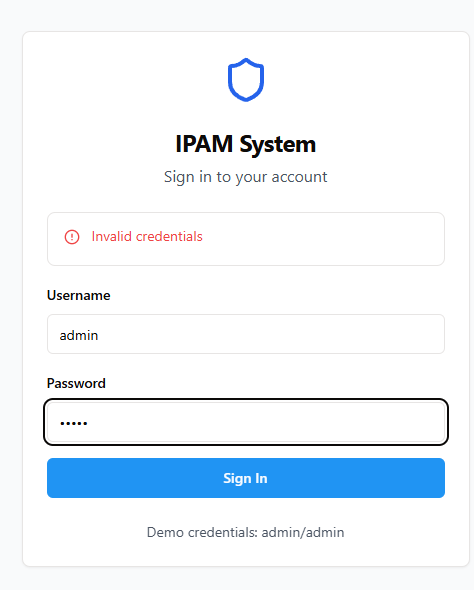 IPAM System
Sign in to your account
Invalid credentials
Username
admin
Password
•••••
Sign In
Demo credentials: admin/admin